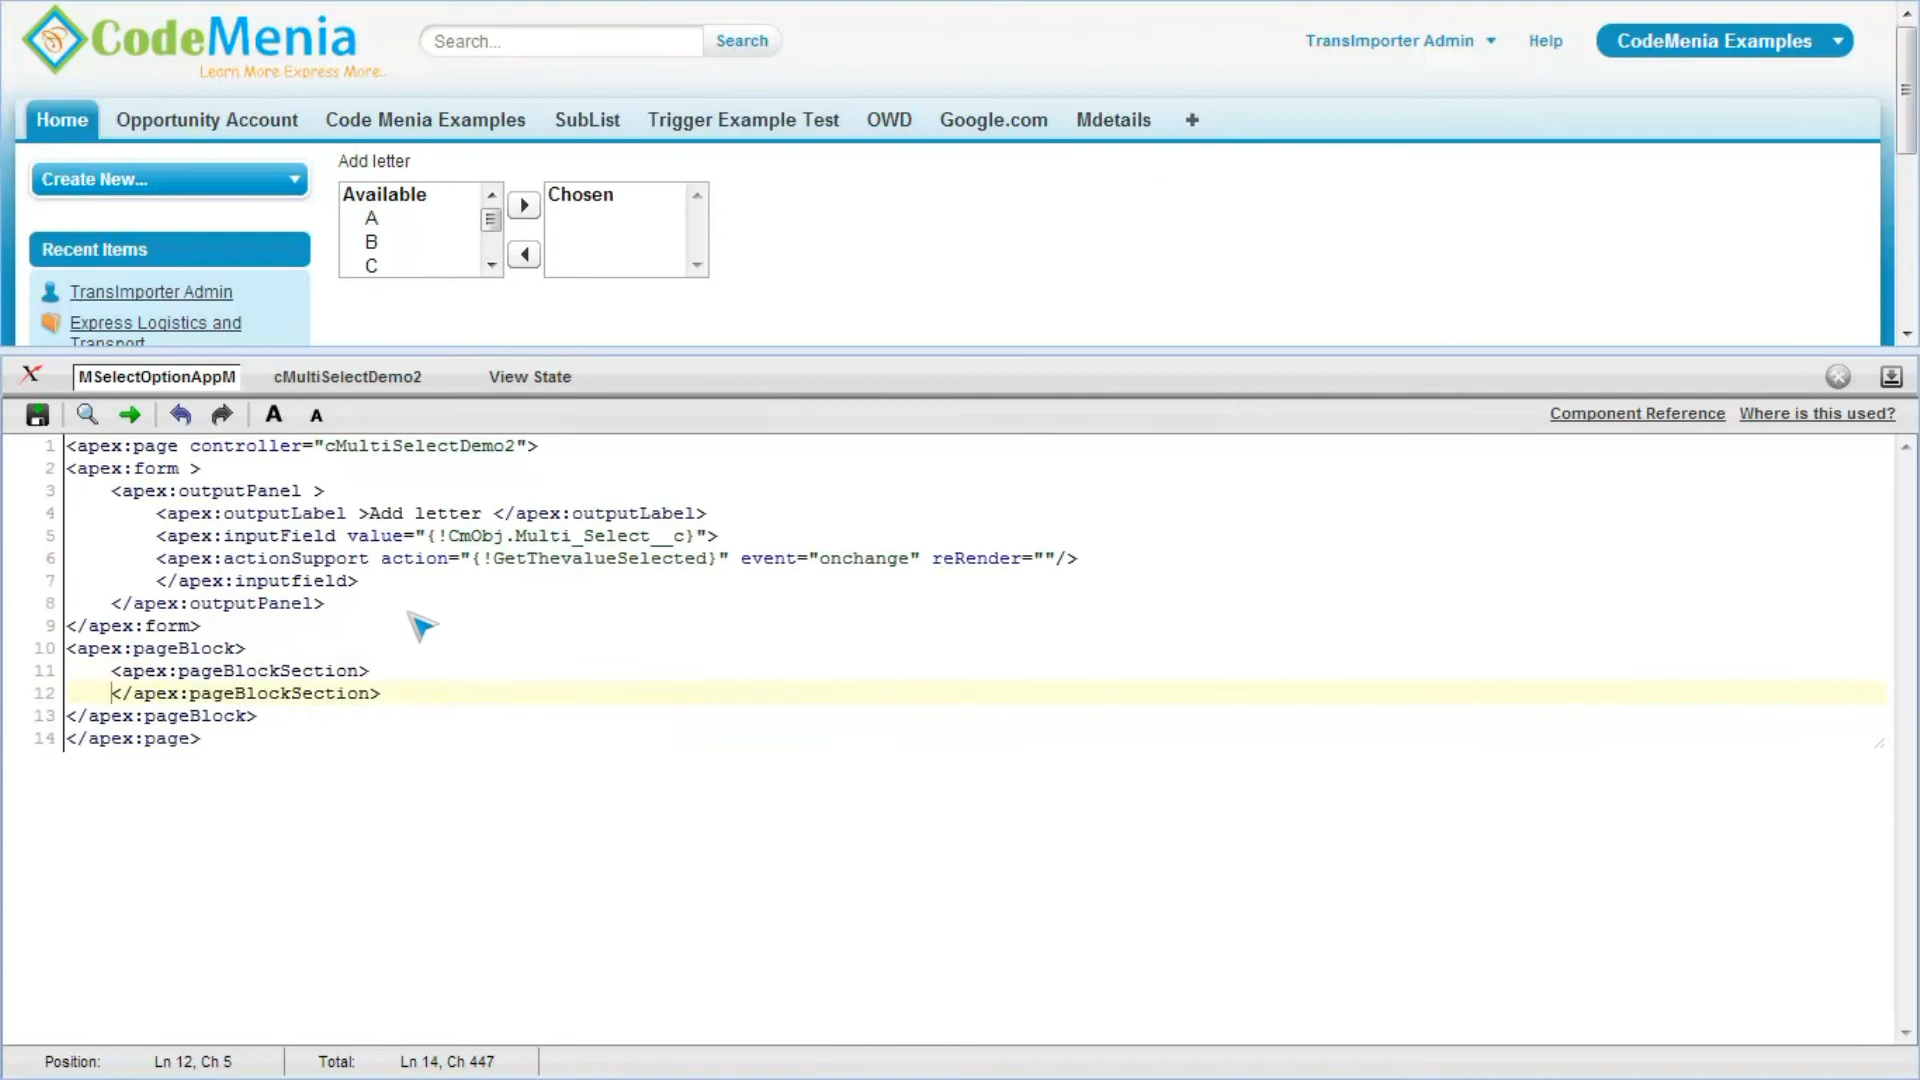 CodeMenia
Learn More Express More..
Search...
Search
TransImporter Admin
Help
CodeMenia Examples
Home
Opportunity Account
Code Menia Examples
SubList
Trigger Example Test
OWD
Google.com
Mdetails
+
Create New...
Recent Items
TransImporter Admin
Express Logistics and
Transport
Add letter
Available
A
B
C
Chosen
MSelectOptionAppM
cMultiSelectDemo2
View State
A
A
Component Reference
Where is this used?
1 <apex:page controller="cMultiSelectDemo2">
2 <apex:form >
3 <apex:outputPanel >
4 <apex:outputLabel >Add letter </apex:outputLabel>
5 <apex:inputField value="{!CmObj.Multi_Select__c}">
6 <apex:actionSupport action="{!GetThevalueSelected}" event="onchange" reRender=""/>
7 </apex:inputfield>
8 </apex:outputPanel>
9 </apex:form>
10 <apex:pageBlock>
11 <apex:pageBlockSection>
12 </apex:pageBlockSection>
13 </apex:pageBlock>
14 </apex:page>
Position: Ln 12, Ch 5 Total: Ln 14, Ch 447